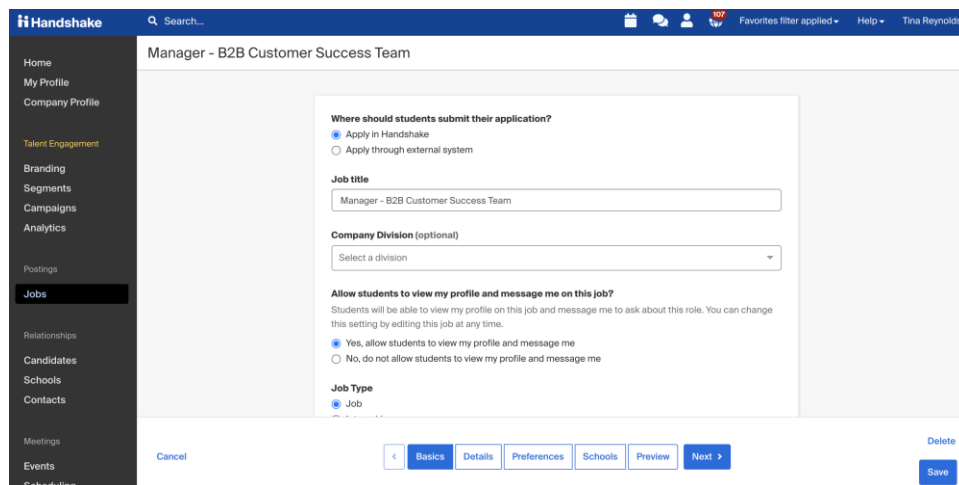 Handshake
Search...
107
Favorites filter applied
Help
Tina Reynolds
Home
My Profile
Company Profile
Talent Engagement
Branding
Segments
Campaigns
Analytics
Postings
Jobs
Relationships
Candidates
Schools
Contacts
Meetings
Events
Scheduling
Manager - B2B Customer Success Team
Where should students submit their application?
Apply in Handshake
Apply through external system
Job title
Manager - B2B Customer Success Team
Company Division (optional)
Select a division
Allow students to view my profile and message me on this job?
Students will be able to view my profile on this job and message me to ask about this role. You can change
this setting by editing this job at any time.
Yes, allow students to view my profile and message me
No, do not allow students to view my profile and message me
Job Type
Job
Cancel
< Basics Details Preferences Schools Preview Next >
Delete
Save